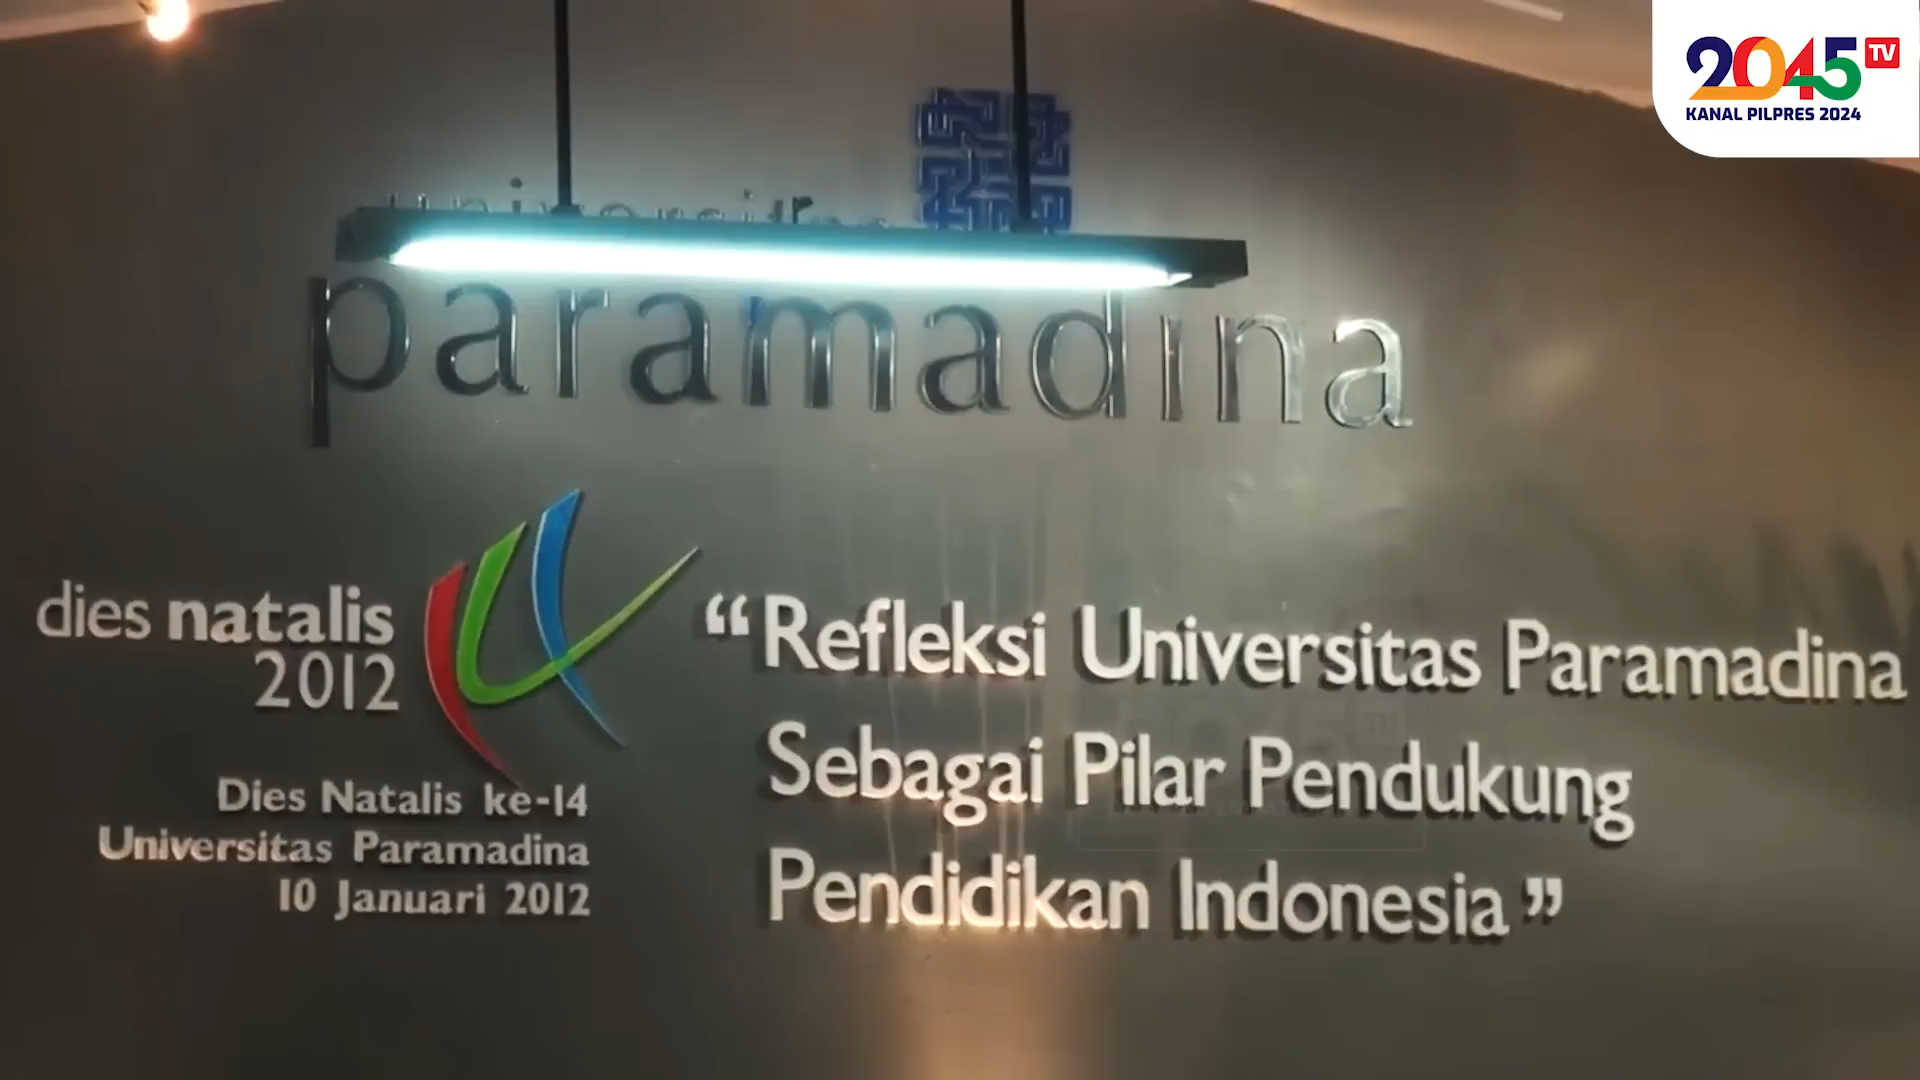 2045 TV
KANAL PILPRES 2024
universitas
paramadina
dies natalis
2012
Dies Natalis ke-14
Universitas Paramadina
10 Januari 2012
“Refleksi Universitas Paramadina
Sebagai Pilar Pendukung
Pendidikan Indonesia”